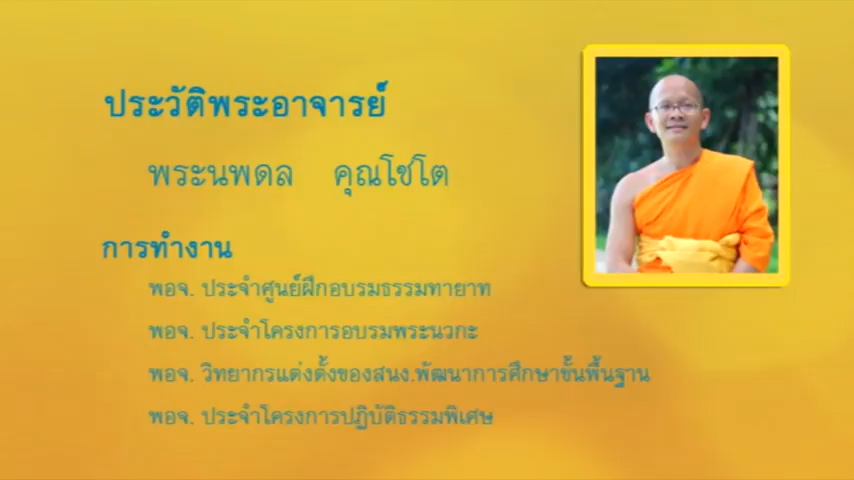 ประวัติพระอาจารย์
พระนพดล คุณโชโต
การทำงาน
พอจ. ประจำศูนย์ฝึกอบรมธรรมทายาท
พอจ. ประจำโครงการอบรมพระนวกะ
พอจ. วิทยากรแต่งตั้งของสนง.พัฒนาการศึกษาขั้นพื้นฐาน
พอจ. ประจำโครงการปฏิบัติธรรมพิเศษ